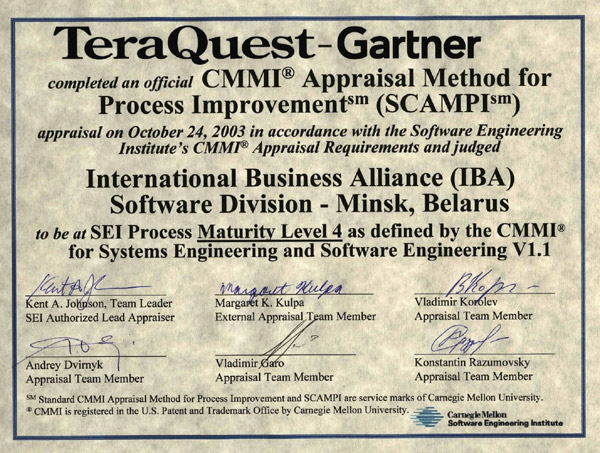 TeraQuest-Gartner
completed an official CMMI® Appraisal Method for
Process Improvement℠ (SCAMPI℠)
appraisal on October 24, 2003 in accordance with the Software Engineering
Institute's CMMI® Appraisal Requirements and judged
International Business Alliance (IBA)
Software Division - Minsk, Belarus
to be at SEI Process Maturity Level 4 as defined by the CMMI®
for Systems Engineering and Software Engineering V1.1
Margaret Kulpa
Kent A. Johnson, Team Leader
SEI Authorized Lead Appraiser
Margaret K. Kulpa
External Appraisal Team Member
Vladimir Korolev
Appraisal Team Member
Andrey Dvirnyk
Appraisal Team Member
Vladimir Garo
Appraisal Team Member
Konstantin Razumovsky
Appraisal Team Member
SM Standard CMMI Appraisal Method for Process Improvement and SCAMPI are service marks of Carnegie Mellon University.
® CMMI is registered in the U.S. Patent and Trademark Office by Carnegie Mellon University.
Carnegie Mellon
Software Engineering Institute